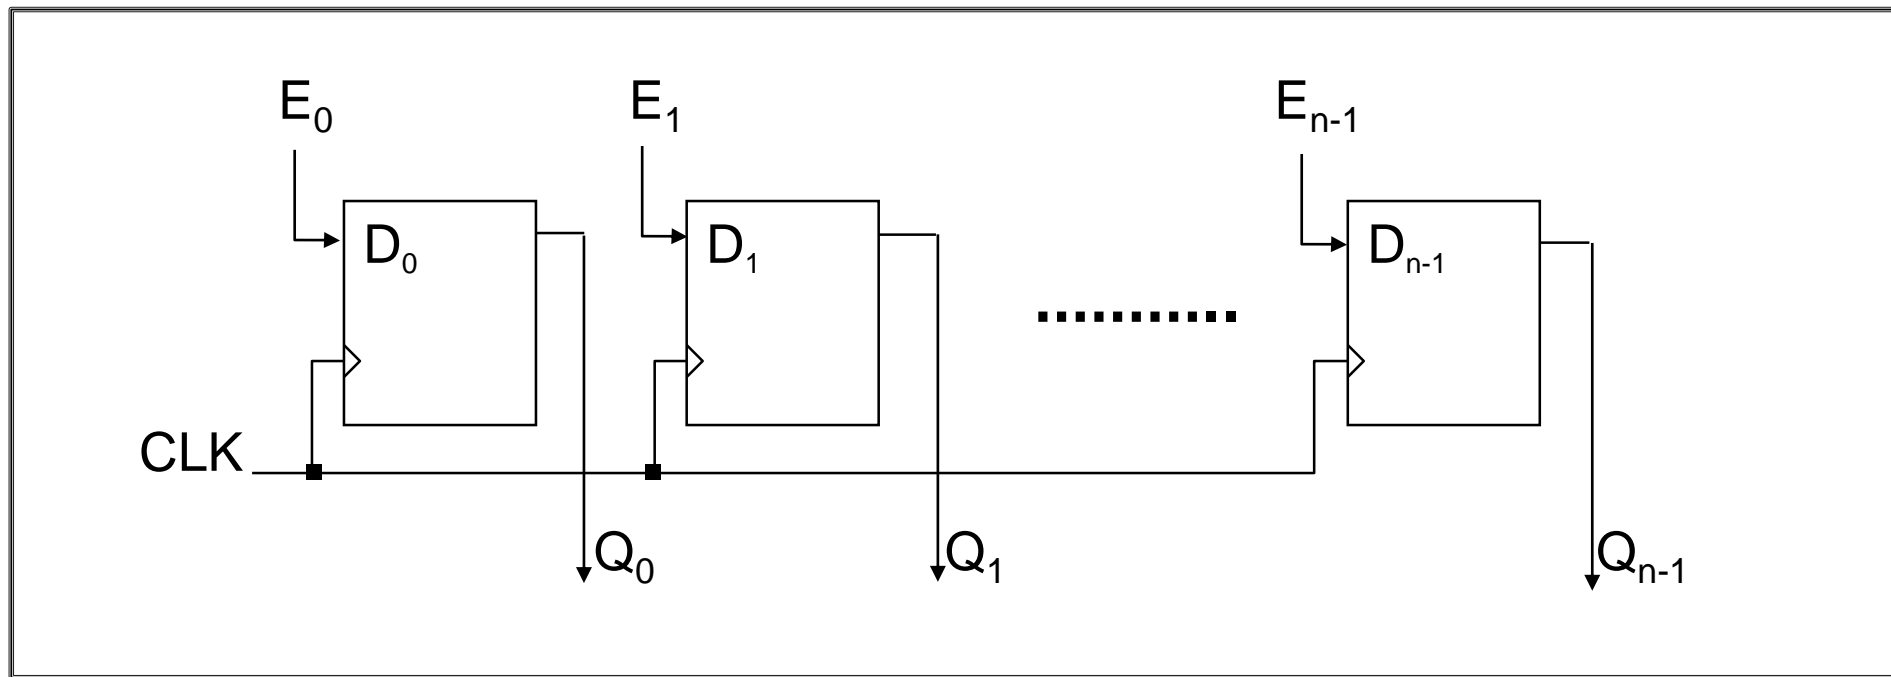 E₀ E₁ Eₙ₋₁
D₀ D₁ Dₙ₋₁
CLK
Q₀ Q₁ Qₙ₋₁